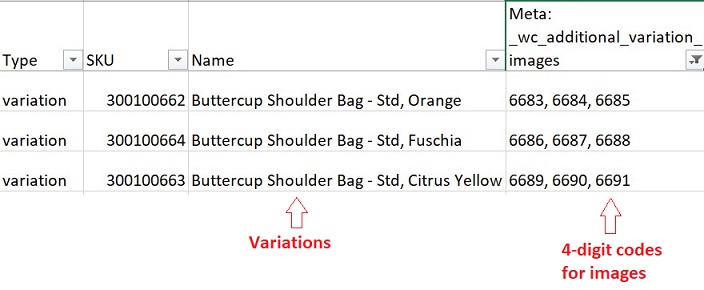 Meta:
_wc_additional_variation_
Type SKU Name images
variation 300100662 Buttercup Shoulder Bag - Std, Orange 6683, 6684, 6685
variation 300100664 Buttercup Shoulder Bag - Std, Fuschia 6686, 6687, 6688
variation 300100663 Buttercup Shoulder Bag - Std, Citrus Yellow 6689, 6690, 6691
Variations
4-digit codes
for images